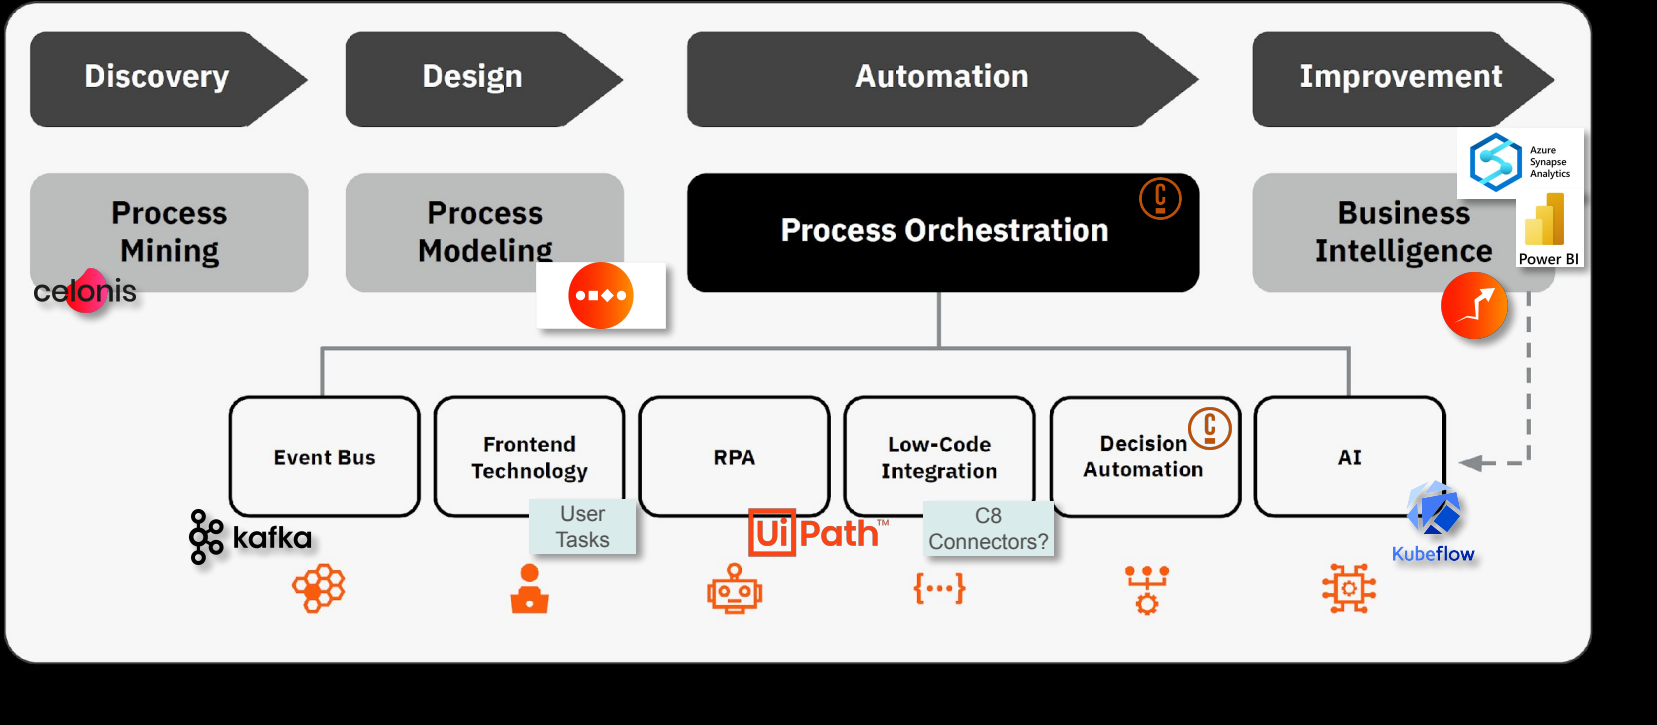 Discovery
Design
Automation
Improvement
Azure
Synapse
Analytics
Process
Mining
celonis
Process
Modeling
Process Orchestration
C
Business
Intelligence
Power BI
Event Bus
kafka
Frontend
Technology
User
Tasks
RPA
UiPath™
Low-Code
Integration
C8
Connectors?
Decision
Automation
C
AI
Kubeflow
{···}